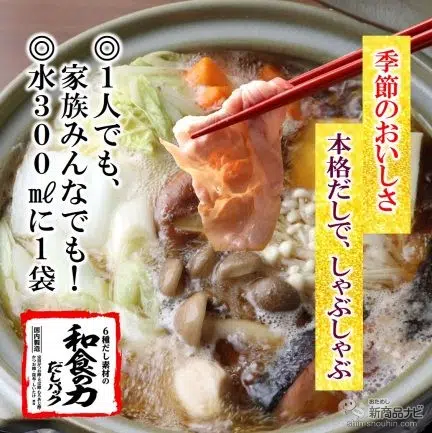 季節のおいしさ
本格だしで、しゃぶしゃぶ
◎1人でも、
家族みんなでも!
◎水300㎖に1袋
6種だし素材の
和食の力
だしパック
国内製造
おためし
新商品ナビ
shinshouhin.com